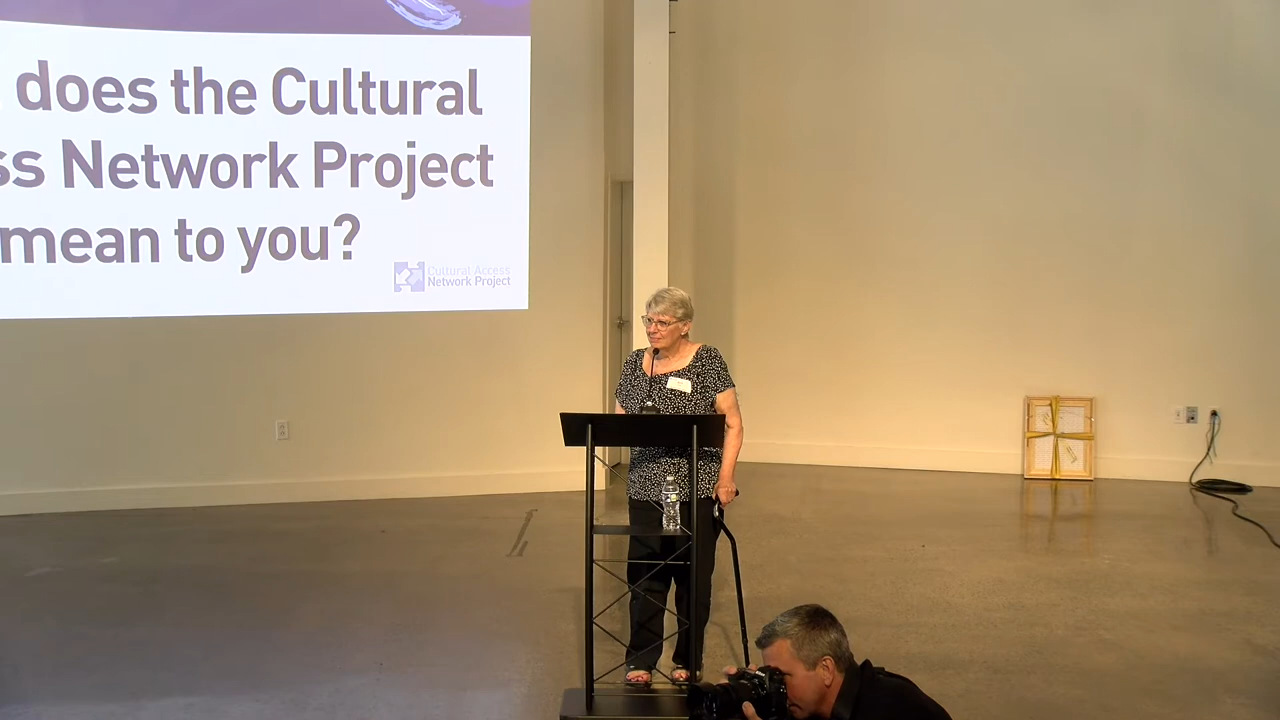 does the Cultural
ss Network Project
mean to you?
Cultural Access
Network Project